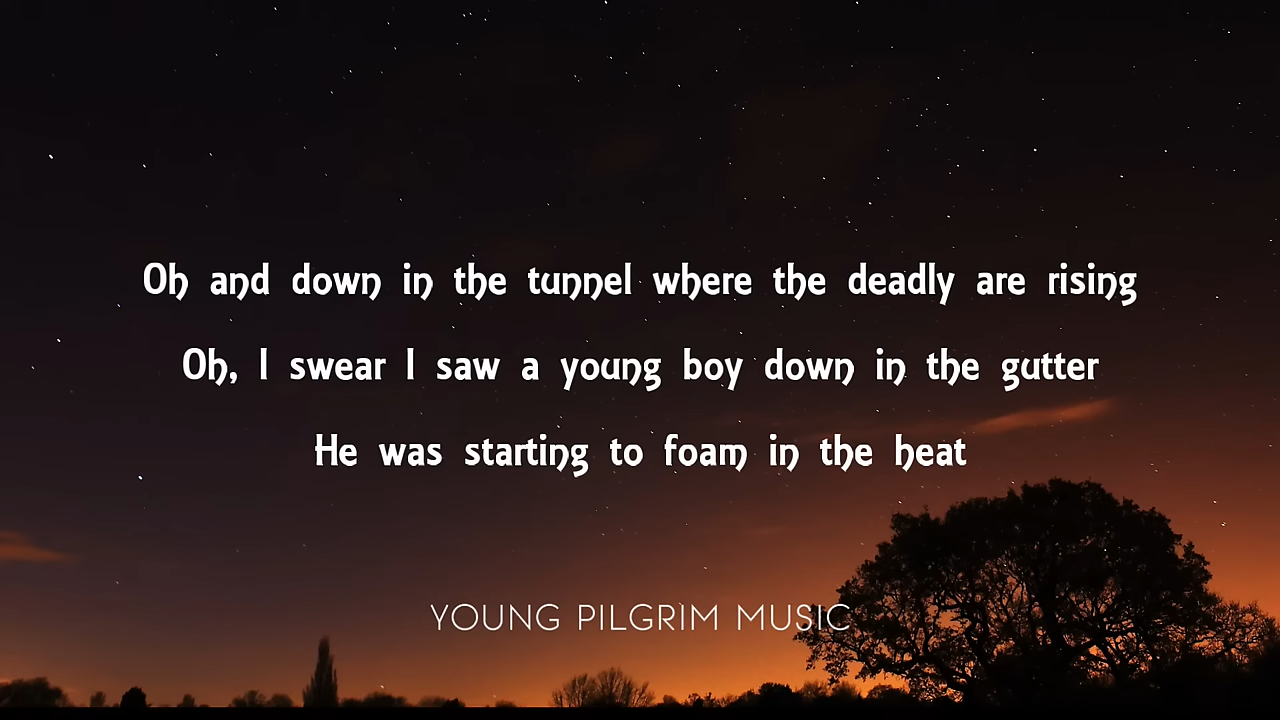 Oh and down in the tunnel where the deadly are rising
Oh, I swear I saw a young boy down in the gutter
He was starting to foam in the heat
YOUNG PILGRIM MUSIC